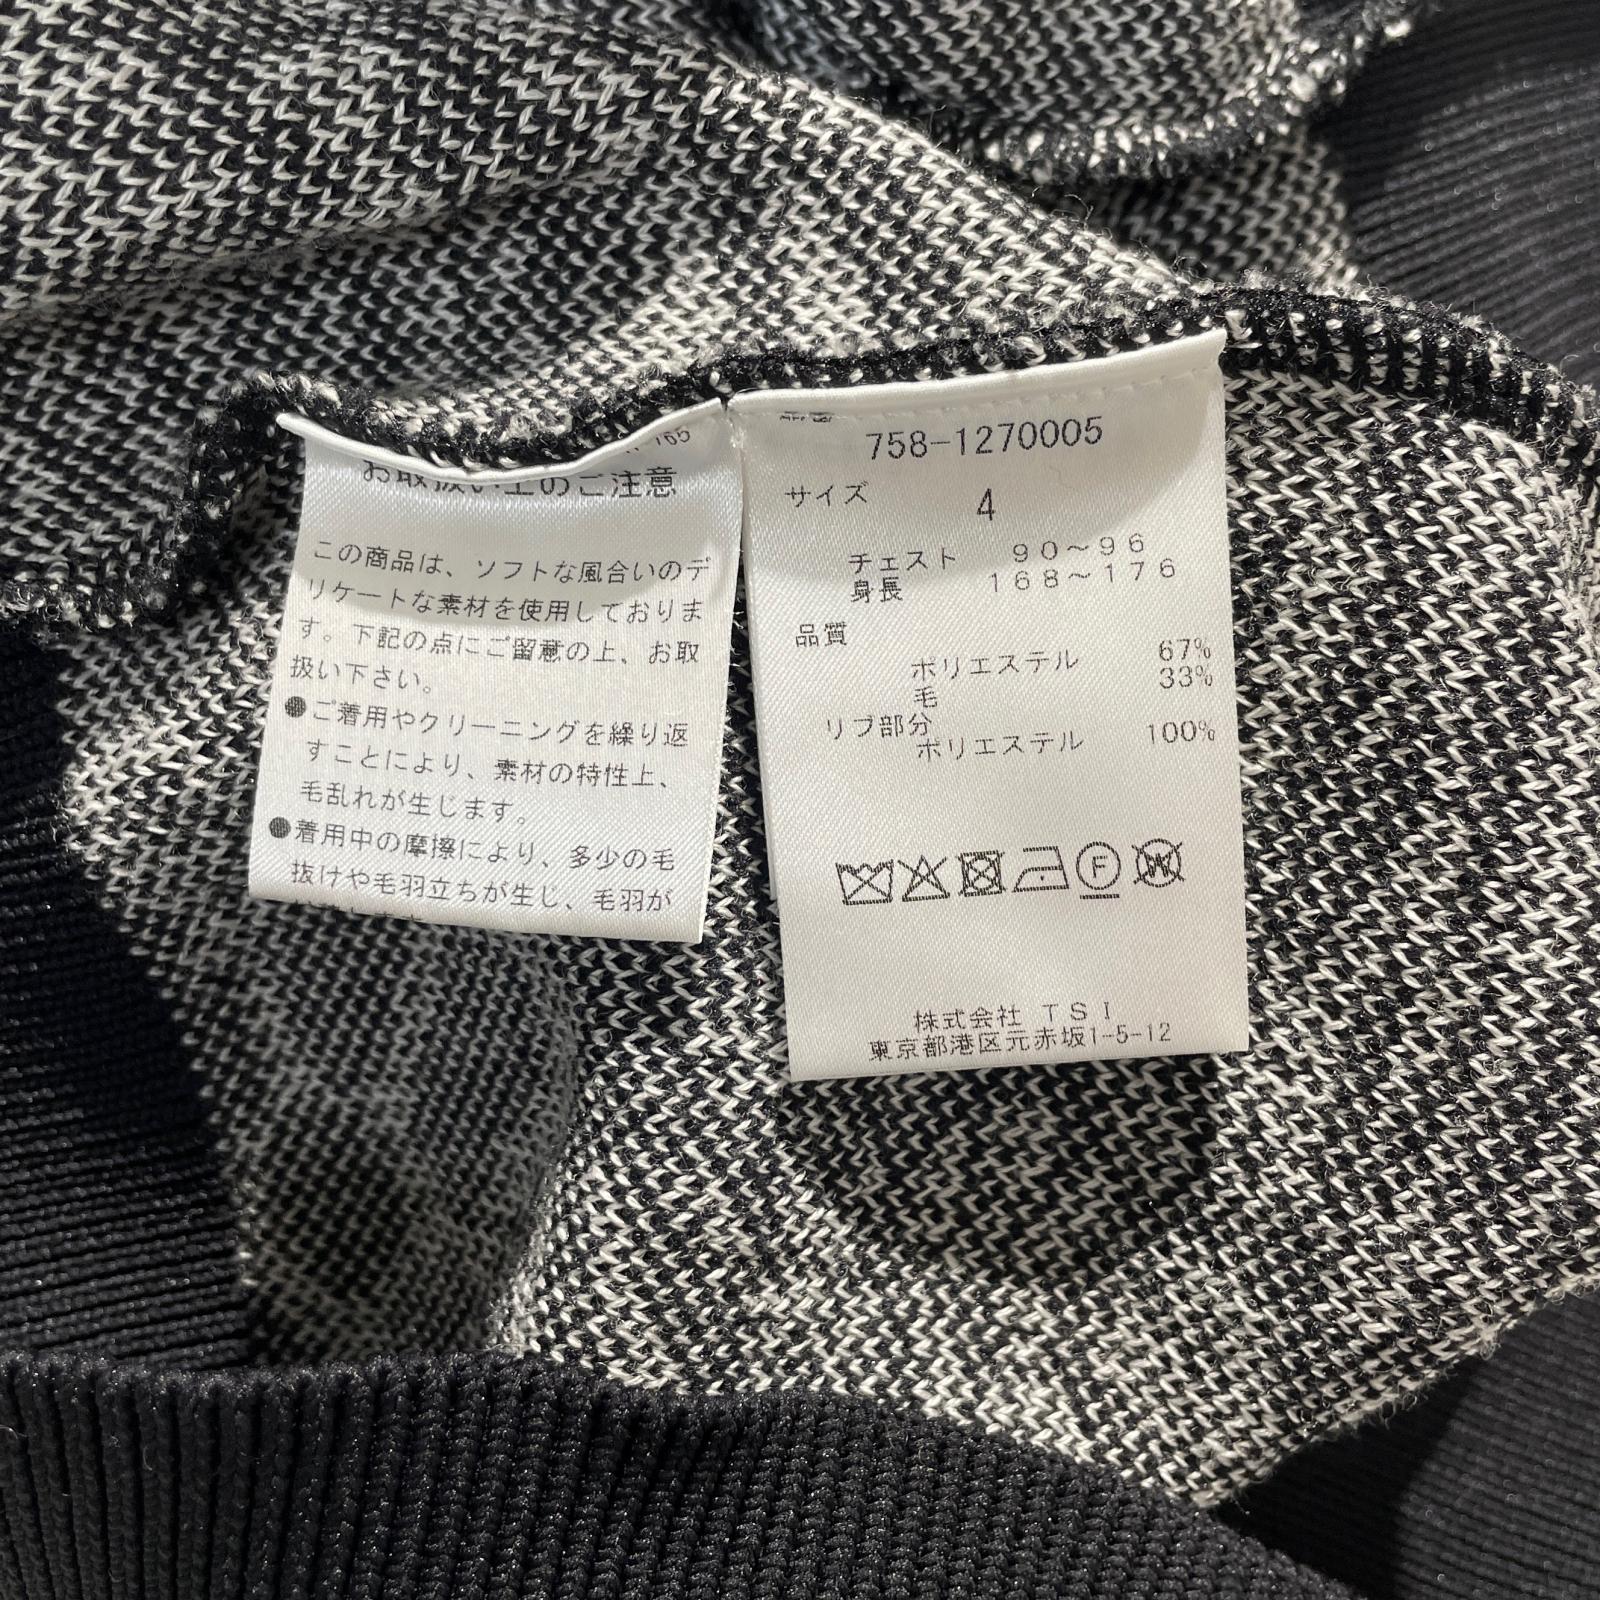 165
お取扱い上のご注意
この商品は、ソフトな風合いのデ
リケートな素材を使用しておりま
す。下記の点にご留意の上、お取
扱い下さい。
●ご着用やクリーニングを繰り返
すことにより、素材の特性上、
毛乱れが生じます。
●着用中の摩擦により、多少の毛
抜けや毛羽立ちが生じ、毛羽が
758-1270005
サイズ 4
チェスト 90～96
身長 168～176
品質
ポリエステル 67%
毛 33%
リブ部分
ポリエステル 100%
F
W
株式会社 TSI
東京都港区元赤坂1-5-12